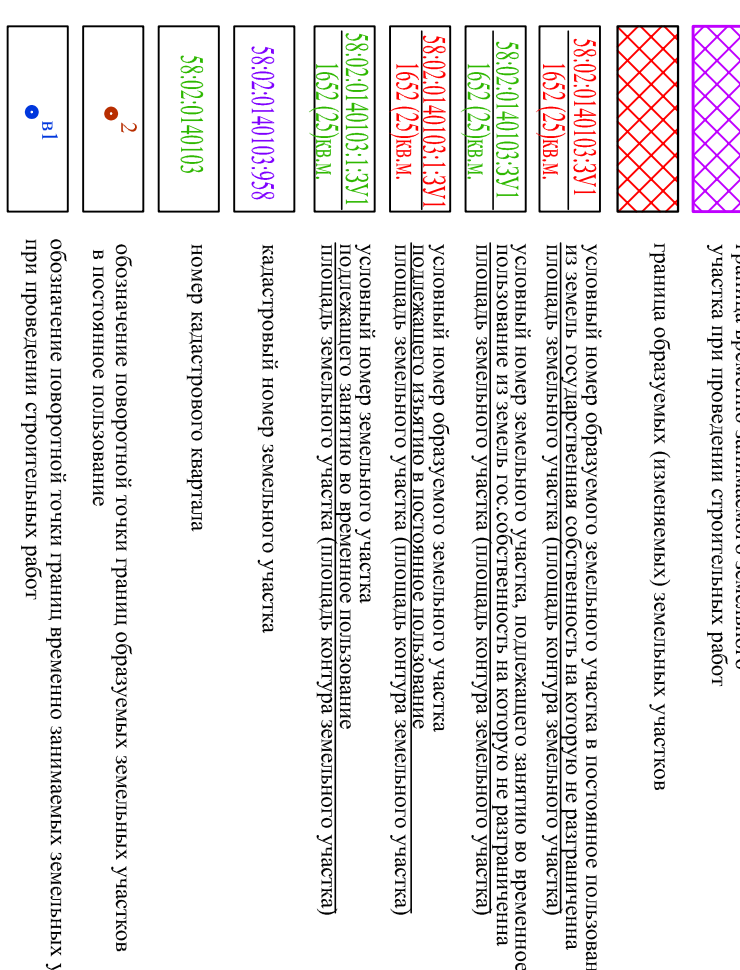 участка при проведении строительных работ
граница образуемых (изменяемых) земельных участков
58:02:0140103:ЗУ1
1652 (25)кв.м.
условный номер образуемого земельного участка в постоянное
из земель государственная собственность на которую не разграниченна
площадь земельного участка (площадь контура земельного участка)
58:02:0140103:ЗУ1
1652 (25)кв.м.
условный номер земельного участка, подлежащего занятию во временное
пользование из земель гос.собственность на которую не разграниченна
площадь земельного участка (площадь контура земельного участка)
58:02:0140103:1:ЗУ1
1652 (25)кв.м.
условный номер образуемого земельного участка
подлежащего изъятию в постоянное пользование
площадь земельного участка (площадь контура земельного участка)
58:02:0140103:1:ЗУ1
1652 (25)кв.м.
условный номер земельного участка
подлежащего занятию во временное пользование
площадь земельного участка (площадь контура земельного участка)
58:02:0140103:958
кадастровый номер земельного участка
58:02:0140103
номер кадастрового квартала
2
обозначение поворотной точки границ образуемых земельных участков
в постоянное пользование
в1
обозначение поворотной точки границ временно занимаемых земельных
при проведении строительных работ